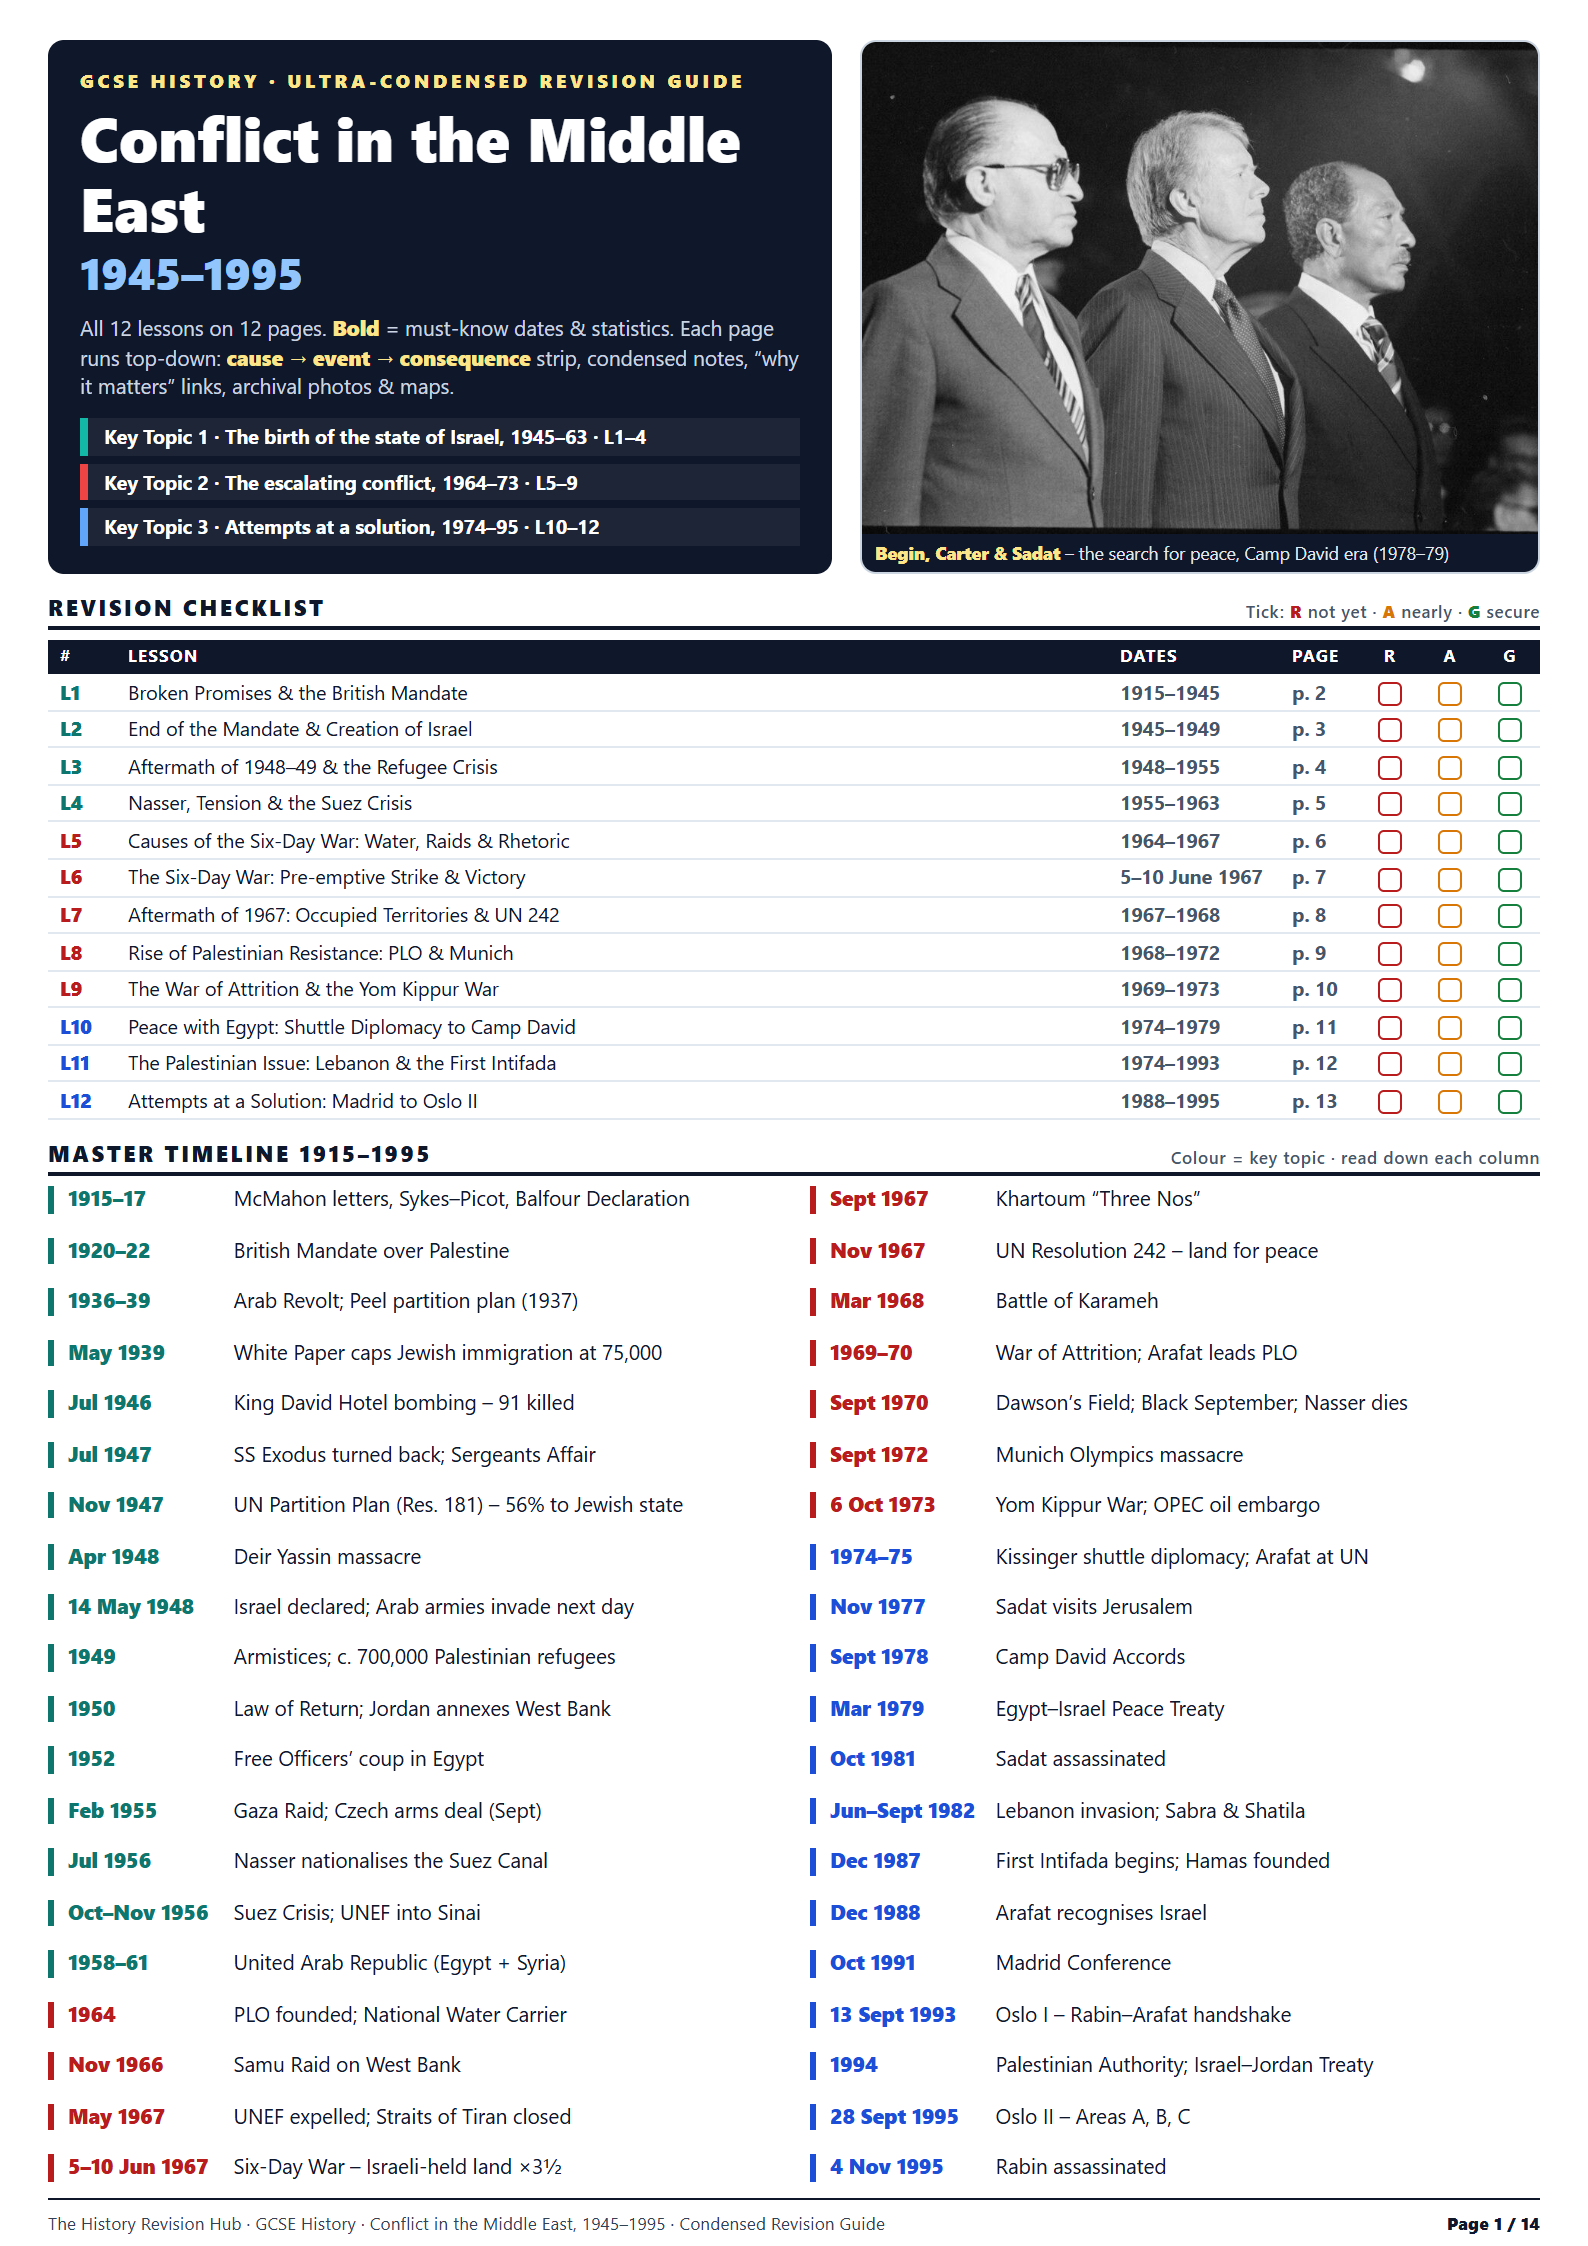 GCSE HISTORY · ULTRA-CONDENSED REVISION GUIDE
Conflict in the Middle
East
1945–1995
All 12 lessons on 12 pages. Bold = must-know dates & statistics. Each page
runs top-down: cause → event → consequence strip, condensed notes, “why
it matters” links, archival photos & maps.
Key Topic 1 · The birth of the state of Israel, 1945–63 · L1–4
Key Topic 2 · The escalating conflict, 1964–73 · L5–9
Key Topic 3 · Attempts at a solution, 1974–95 · L10–12
Begin, Carter & Sadat – the search for peace, Camp David era (1978–79)
REVISION CHECKLIST Tick: R not yet · A nearly · G secure
# LESSON DATES PAGE R A G
L1 Broken Promises & the British Mandate 1915–1945 p. 2
L2 End of the Mandate & Creation of Israel 1945–1949 p. 3
L3 Aftermath of 1948–49 & the Refugee Crisis 1948–1955 p. 4
L4 Nasser, Tension & the Suez Crisis 1955–1963 p. 5
L5 Causes of the Six-Day War: Water, Raids & Rhetoric 1964–1967 p. 6
L6 The Six-Day War: Pre-emptive Strike & Victory 5–10 June 1967 p. 7
L7 Aftermath of 1967: Occupied Territories & UN 242 1967–1968 p. 8
L8 Rise of Palestinian Resistance: PLO & Munich 1968–1972 p. 9
L9 The War of Attrition & the Yom Kippur War 1969–1973 p. 10
L10 Peace with Egypt: Shuttle Diplomacy to Camp David 1974–1979 p. 11
L11 The Palestinian Issue: Lebanon & the First Intifada 1974–1993 p. 12
L12 Attempts at a Solution: Madrid to Oslo II 1988–1995 p. 13
MASTER TIMELINE 1915–1995 Colour = key topic · read down each column
1915–17 McMahon letters, Sykes–Picot, Balfour Declaration
1920–22 British Mandate over Palestine
1936–39 Arab Revolt; Peel partition plan (1937)
May 1939 White Paper caps Jewish immigration at 75,000
Jul 1946 King David Hotel bombing – 91 killed
Jul 1947 SS Exodus turned back; Sergeants Affair
Nov 1947 UN Partition Plan (Res. 181) – 56% to Jewish state
Apr 1948 Deir Yassin massacre
14 May 1948 Israel declared; Arab armies invade next day
1949 Armistices; c. 700,000 Palestinian refugees
1950 Law of Return; Jordan annexes West Bank
1952 Free Officers’ coup in Egypt
Feb 1955 Gaza Raid; Czech arms deal (Sept)
Jul 1956 Nasser nationalises the Suez Canal
Oct–Nov 1956 Suez Crisis; UNEF into Sinai
1958–61 United Arab Republic (Egypt + Syria)
1964 PLO founded; National Water Carrier
Nov 1966 Samu Raid on West Bank
May 1967 UNEF expelled; Straits of Tiran closed
5–10 Jun 1967 Six-Day War – Israeli-held land ×3½
Sept 1967 Khartoum “Three Nos”
Nov 1967 UN Resolution 242 – land for peace
Mar 1968 Battle of Karameh
1969–70 War of Attrition; Arafat leads PLO
Sept 1970 Dawson’s Field; Black September; Nasser dies
Sept 1972 Munich Olympics massacre
6 Oct 1973 Yom Kippur War; OPEC oil embargo
1974–75 Kissinger shuttle diplomacy; Arafat at UN
Nov 1977 Sadat visits Jerusalem
Sept 1978 Camp David Accords
Mar 1979 Egypt–Israel Peace Treaty
Oct 1981 Sadat assassinated
Jun–Sept 1982 Lebanon invasion; Sabra & Shatila
Dec 1987 First Intifada begins; Hamas founded
Dec 1988 Arafat recognises Israel
Oct 1991 Madrid Conference
13 Sept 1993 Oslo I – Rabin–Arafat handshake
1994 Palestinian Authority; Israel–Jordan Treaty
28 Sept 1995 Oslo II – Areas A, B, C
4 Nov 1995 Rabin assassinated
The History Revision Hub · GCSE History · Conflict in the Middle East, 1945–1995 · Condensed Revision Guide Page 1 / 14